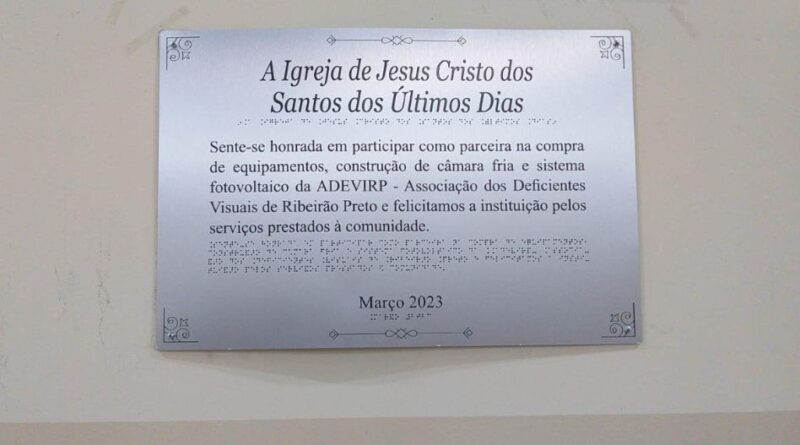 A Igreja de Jesus Cristo dos
Santos dos Últimos Dias
Sente-se honrada em participar como parceira na compra
de equipamentos, construção de câmara fria e sistema
fotovoltaico da ADEVIRP - Associação dos Deficientes
Visuais de Ribeirão Preto e felicitamos a instituição pelos
serviços prestados à comunidade.
Março 2023